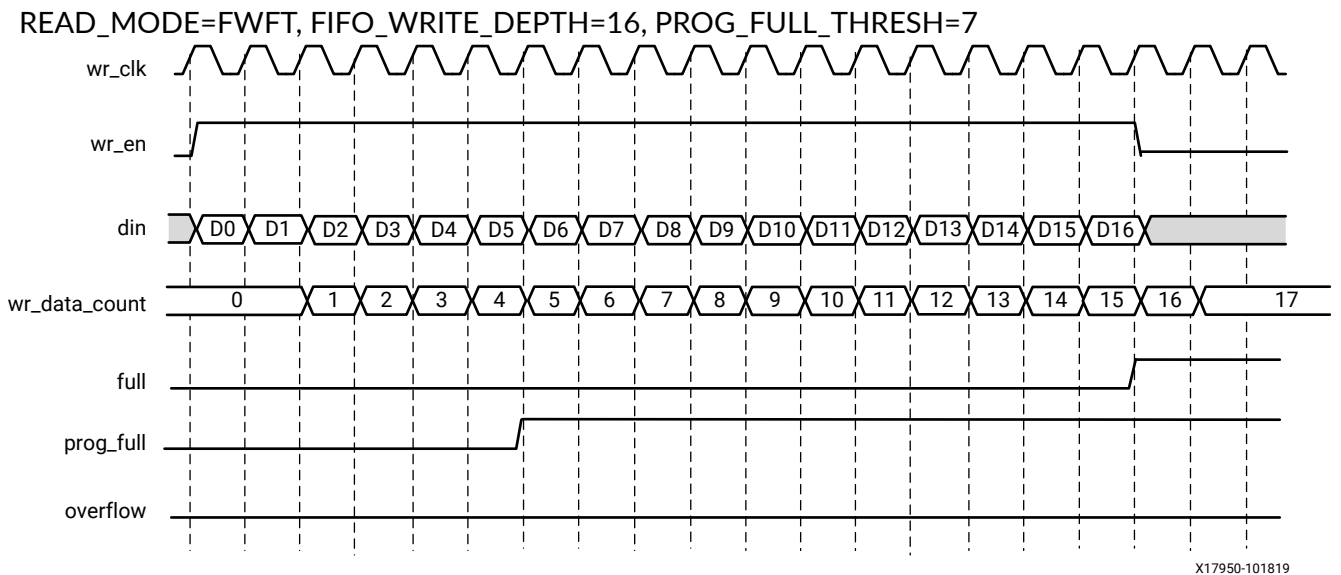 READ_MODE=FWFT, FIFO_WRITE_DEPTH=16, PROG_FULL_THRESH=7
wr_clk
wr_en
din D0 D1 D2 D3 D4 D5 D6 D7 D8 D9 D10 D11 D12 D13 D14 D15 D16
wr_data_count 0 1 2 3 4 5 6 7 8 9 10 11 12 13 14 15 16 17
full
prog_full
overflow
X17950-101819